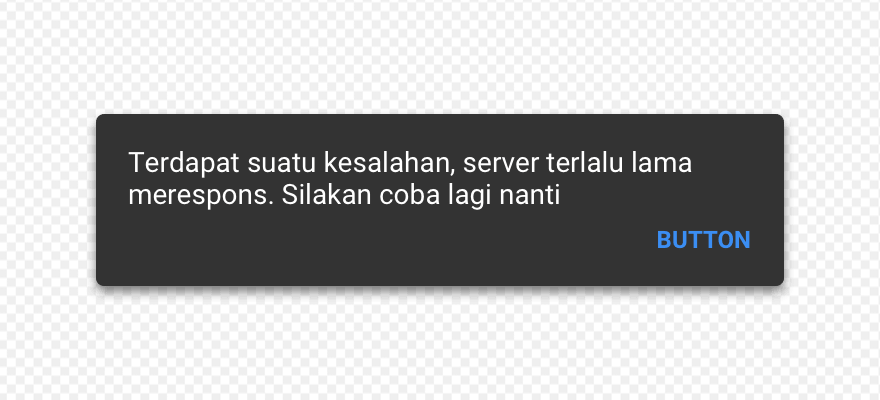 Terdapat suatu kesalahan, server terlalu lama
merespons. Silakan coba lagi nanti
BUTTON